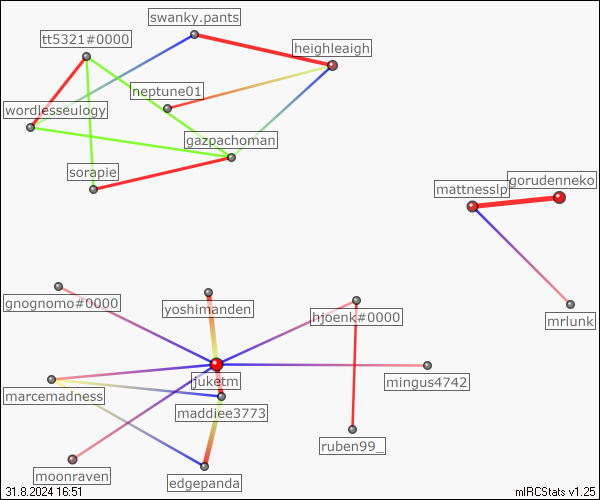 swanky.pants
tt5321#0000
heighleaigh
neptune01
wordlesseulogy
gazpachoman
sorapie
gorudenneko
mattnesslp
gnognomo#0000
yoshimanden
hjoenk#0000
mrlunk
juketm
mingus4742
marcemadness
maddiee3773
ruben99_
moonraven
edgepanda
31.8.2024 16:51
mIRCStats v1.25